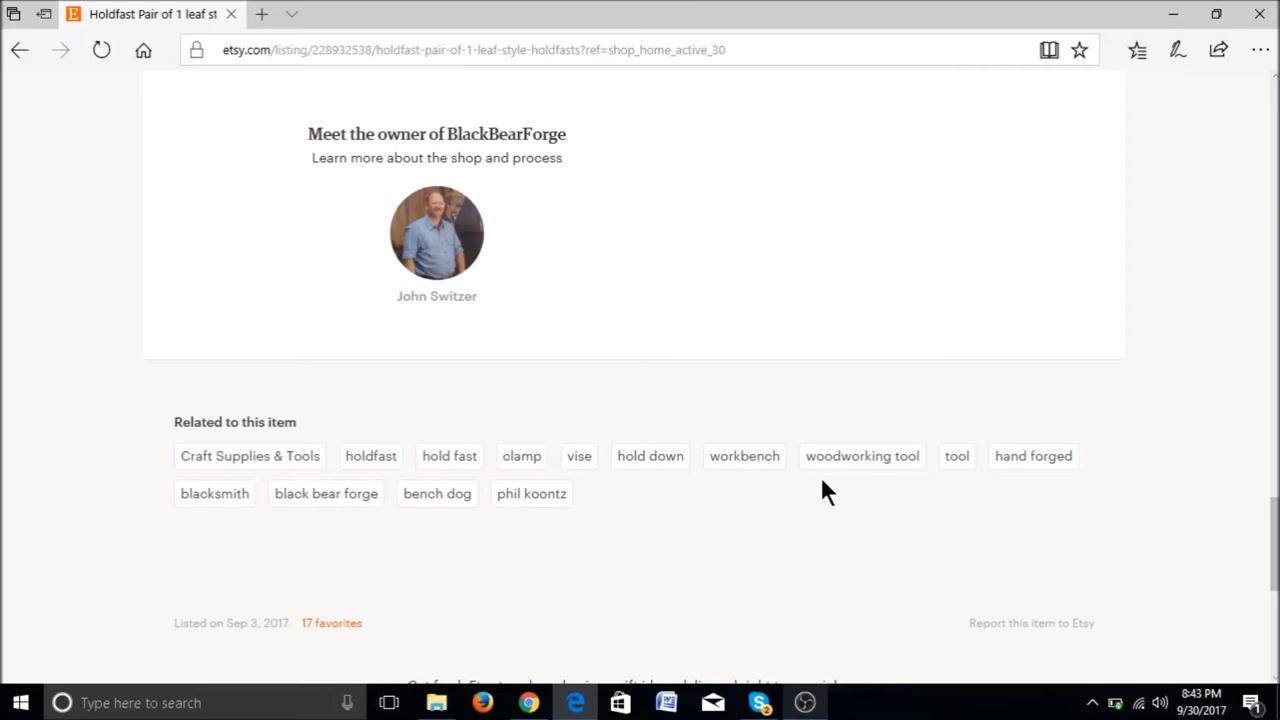 Holdfast Pair of 1 leaf st
etsy.com/listing/228932538/holdfast-pair-of-1-leaf-style-holdfasts?ref=shop_home_active_30
Meet the owner of BlackBearForge
Learn more about the shop and process
John Switzer
Related to this item
Craft Supplies & Tools holdfast hold fast clamp vise hold down workbench woodworking tool tool hand forged
blacksmith black bear forge bench dog phil koontz
Listed on Sep 3, 2017 17 favorites Report this item to Etsy
Type here to search
8:43 PM
9/30/2017